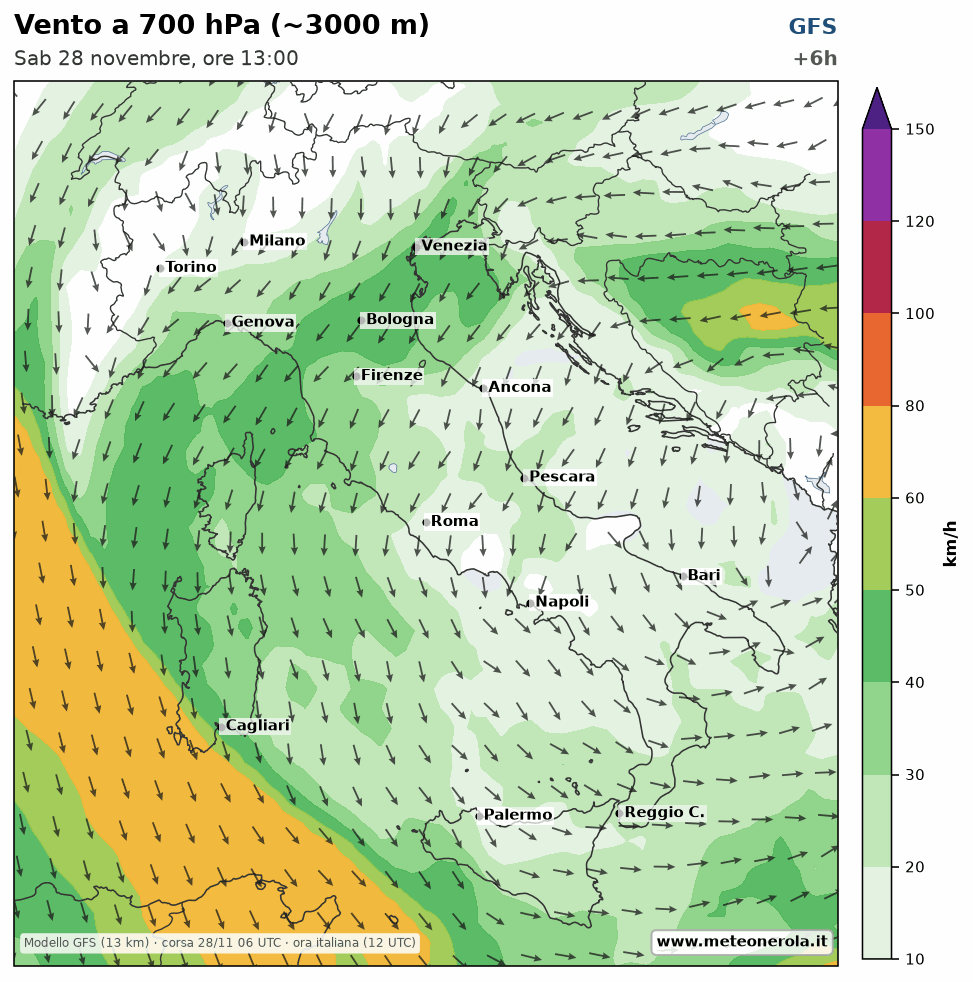 Vento a 700 hPa (~3000 m)
GFS
Sab 28 novembre, ore 13:00
+6h
150
120
100
80
60
50
40
30
20
10
km/h
Milano
Venezia
Torino
Genova
Bologna
Firenze
Ancona
Pescara
Roma
Bari
Napoli
Cagliari
Palermo
Reggio C.
Modello GFS (13 km) · corsa 28/11 06 UTC · ora italiana (12 UTC)
www.meteonerola.it